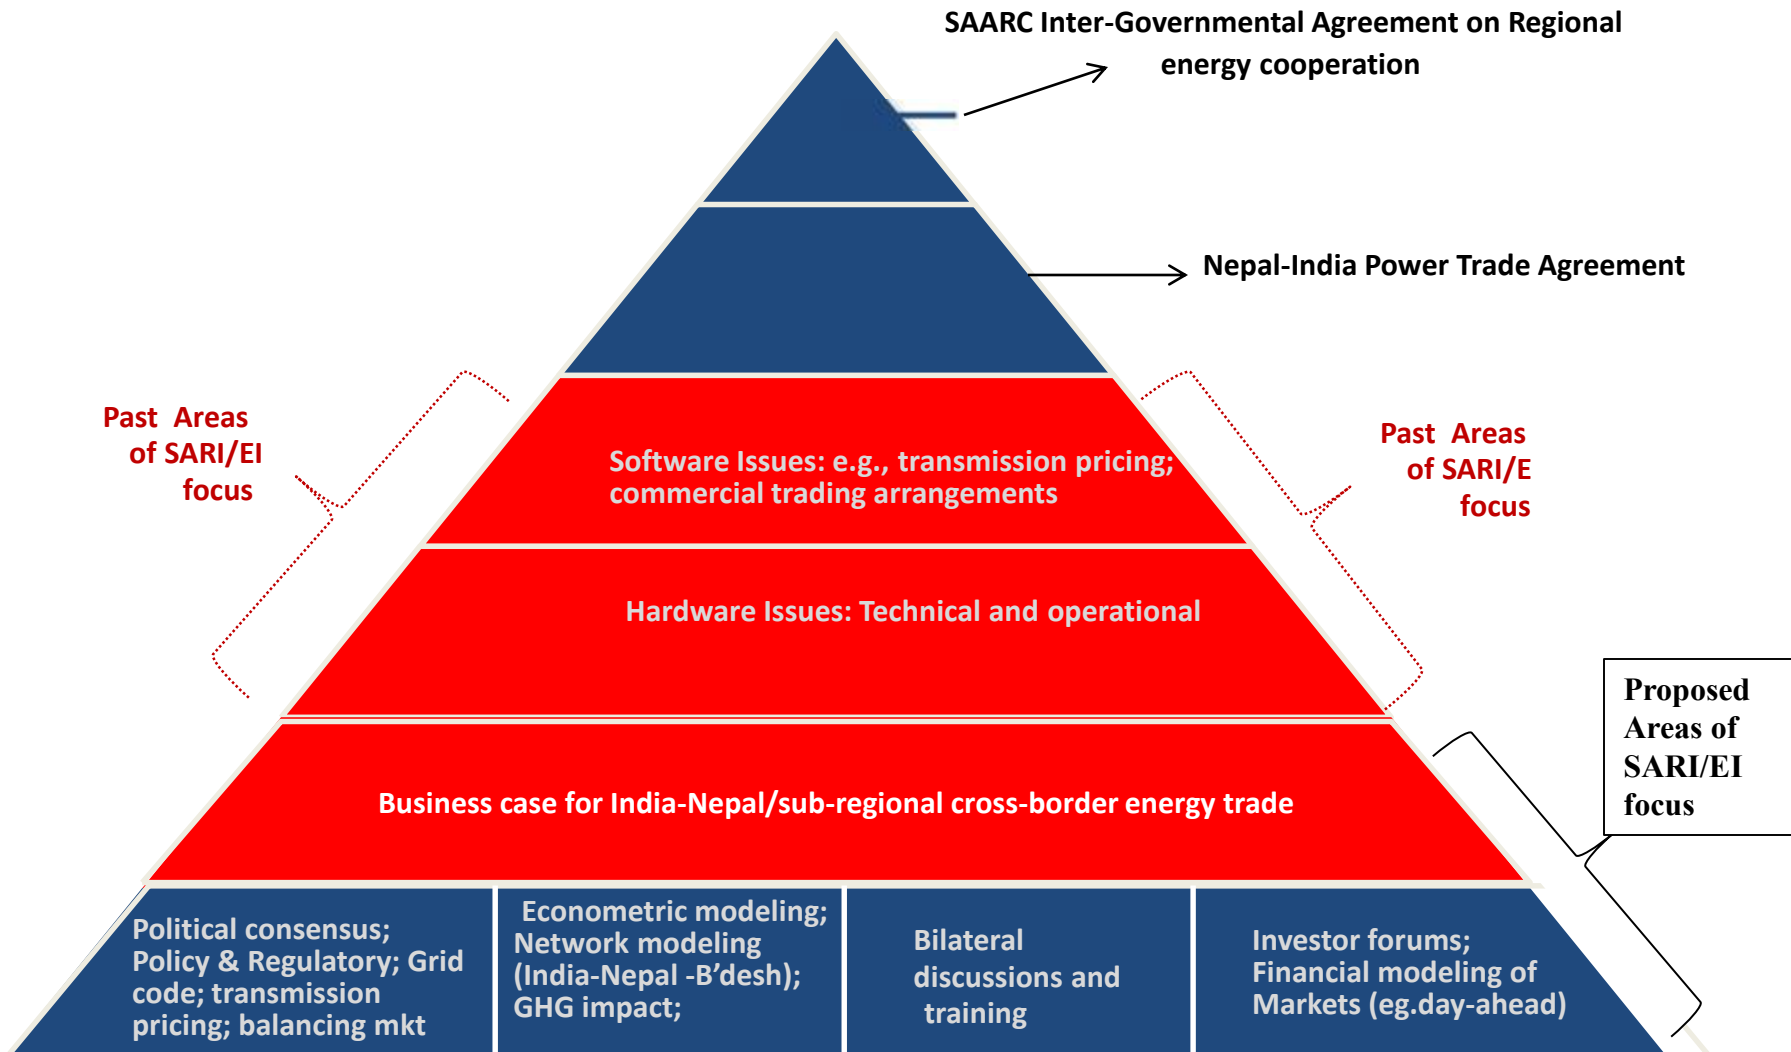 SAARC Inter-Governmental Agreement on Regional
energy cooperation
Nepal-India Power Trade Agreement
Past Areas
of SARI/EI
focus
Past Areas
of SARI/E
focus
Software Issues: e.g., transmission pricing;
commercial trading arrangements
Hardware Issues: Technical and operational
Proposed
Areas of
SARI/EI
focus
Business case for India-Nepal/sub-regional cross-border energy trade
Political consensus;
Policy & Regulatory; Grid
code; transmission
pricing; balancing mkt
Econometric modeling;
Network modeling
(India-Nepal -B’desh);
GHG impact;
Bilateral
discussions and
training
Investor forums;
Financial modeling of
Markets (eg.day-ahead)